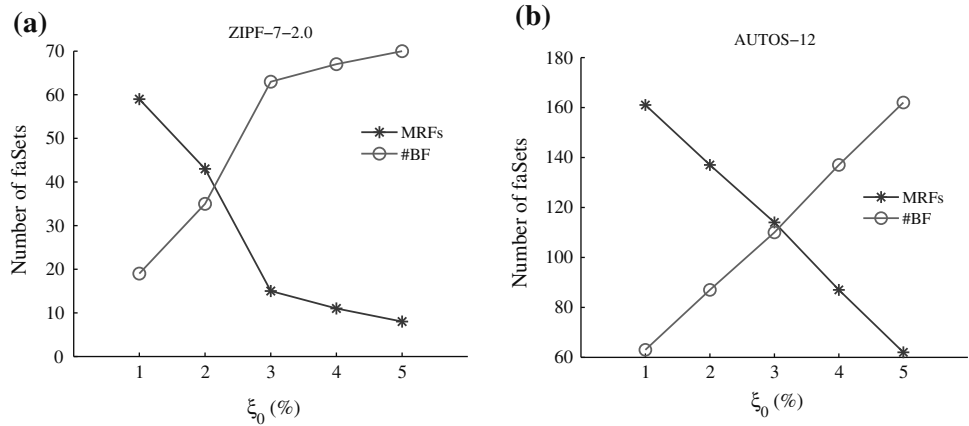 (a)
ZIPF−7−2.0
70
60
50
40
30
20
10
0
Number of faSets
MRFs
#BF
1 2 3 4 5
ξ0 (%)
(b)
AUTOS−12
180
160
140
120
100
80
60
Number of faSets
MRFs
#BF
1 2 3 4 5
ξ0 (%)